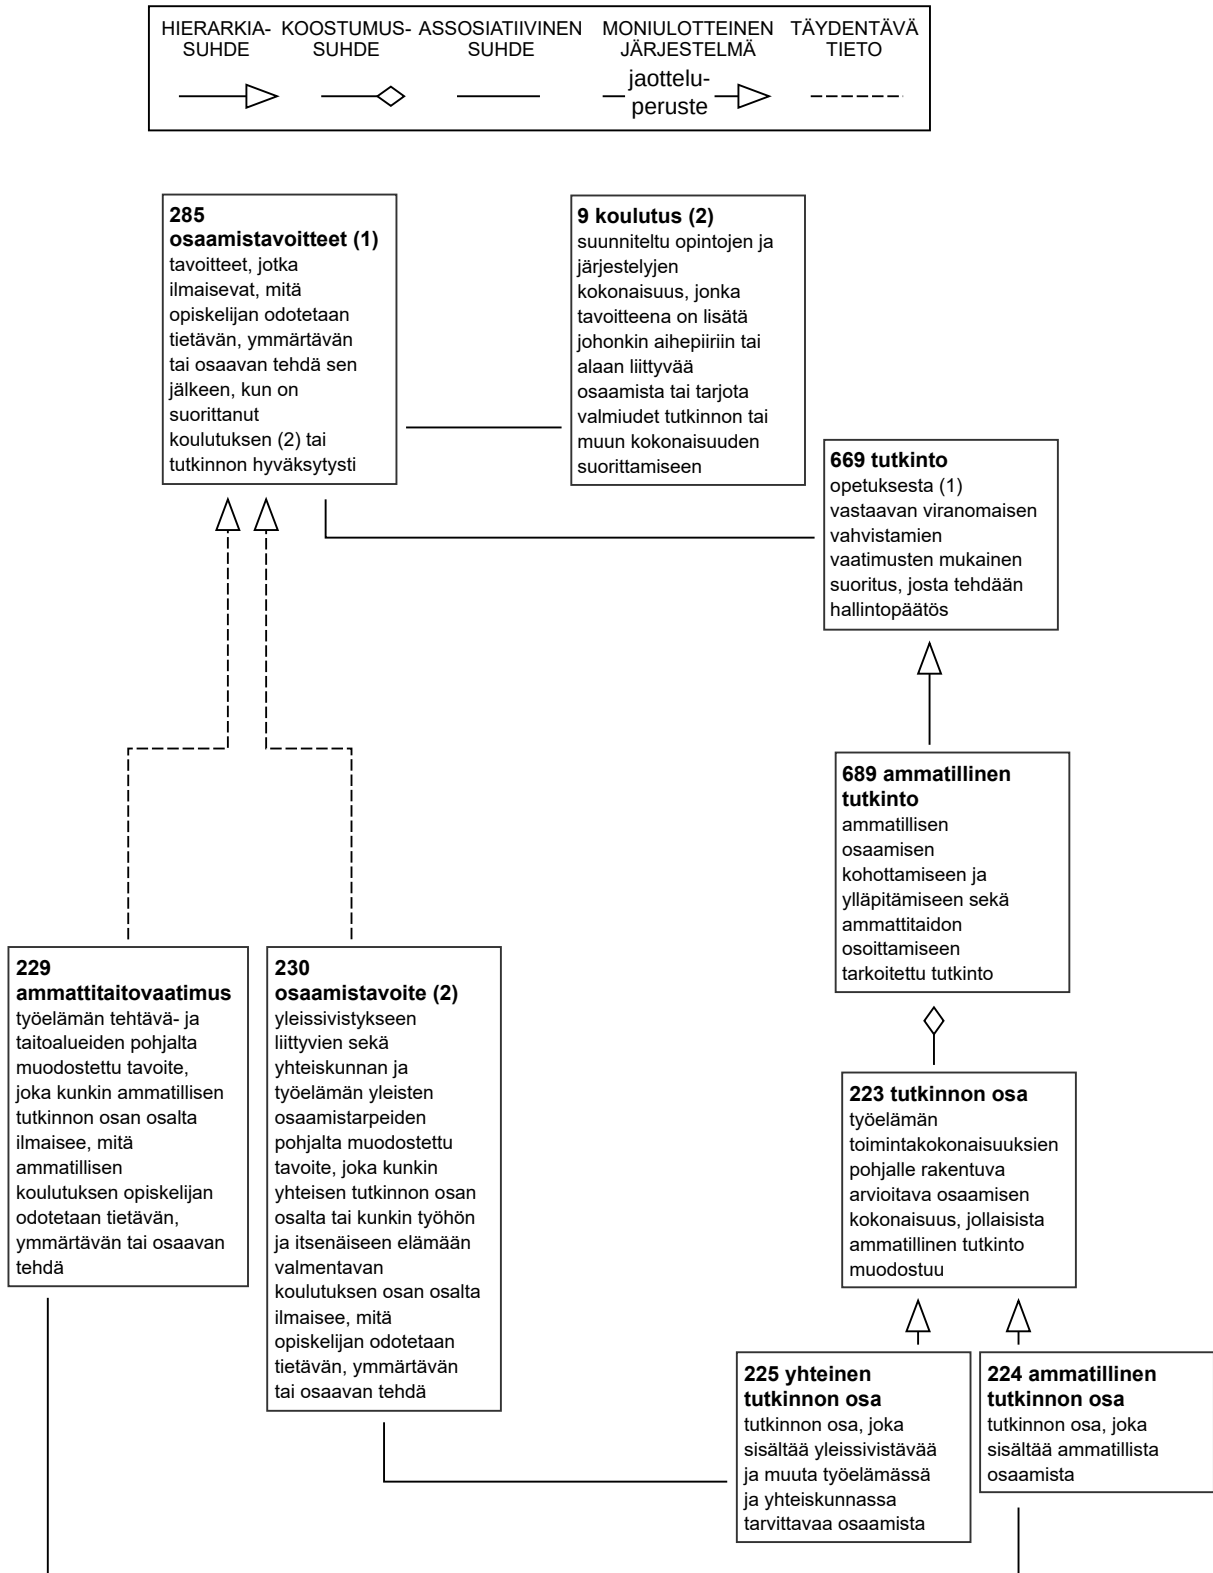 HIERARKIA-
SUHDE
KOOSTUMUS-
SUHDE
ASSOSIATIIVINEN
SUHDE
MONIULOTTEINEN
JÄRJESTELMÄ
jaottelu-
peruste
TÄYDENTÄVÄ
TIETO
285
osaamistavoitteet (1)
tavoitteet, jotka
ilmaisevat, mitä
opiskelijan odotetaan
tietävän, ymmärtävän
tai osaavan tehdä sen
jälkeen, kun on
suorittanut
koulutuksen (2) tai
tutkinnon hyväksytysti
9 koulutus (2)
suunniteltu opintojen ja
järjestelyjen
kokonaisuus, jonka
tavoitteena on lisätä
johonkin aihepiiriin tai
alaan liittyvää
osaamista tai tarjota
valmiudet tutkinnon tai
muun kokonaisuuden
suorittamiseen
669 tutkinto
opetuksesta (1)
vastaavan viranomaisen
vahvistamien
vaatimusten mukainen
suoritus, josta tehdään
hallintopäätös
689 ammatillinen
tutkinto
ammatillisen
osaamisen
kohottamiseen ja
ylläpitämiseen sekä
ammattitaidon
osoittamiseen
tarkoitettu tutkinto
229
ammattitaitovaatimus
työelämän tehtävä- ja
taitoalueiden pohjalta
muodostettu tavoite,
joka kunkin ammatillisen
tutkinnon osan osalta
ilmaisee, mitä
ammatillisen
koulutuksen opiskelijan
odotetaan tietävän,
ymmärtävän tai osaavan
tehdä
230
osaamistavoite (2)
yleissivistykseen
liittyvien sekä
yhteiskunnan ja
työelämän yleisten
osaamistarpeiden
pohjalta muodostettu
tavoite, joka kunkin
yhteisen tutkinnon osan
osalta tai kunkin työhön
ja itsenäiseen elämään
valmentavan
koulutuksen osan osalta
ilmaisee, mitä
opiskelijan odotetaan
tietävän, ymmärtävän
tai osaavan tehdä
223 tutkinnon osa
työelämän
toimintakokonaisuuksien
pohjalle rakentuva
arvioitava osaamisen
kokonaisuus, jollaisista
ammatillinen tutkinto
muodostuu
225 yhteinen
tutkinnon osa
tutkinnon osa, joka
sisältää yleissivistävää
ja muuta työelämässä
ja yhteiskunnassa
tarvittavaa osaamista
224 ammatillinen
tutkinnon osa
tutkinnon osa, joka
sisältää ammatillista
osaamista